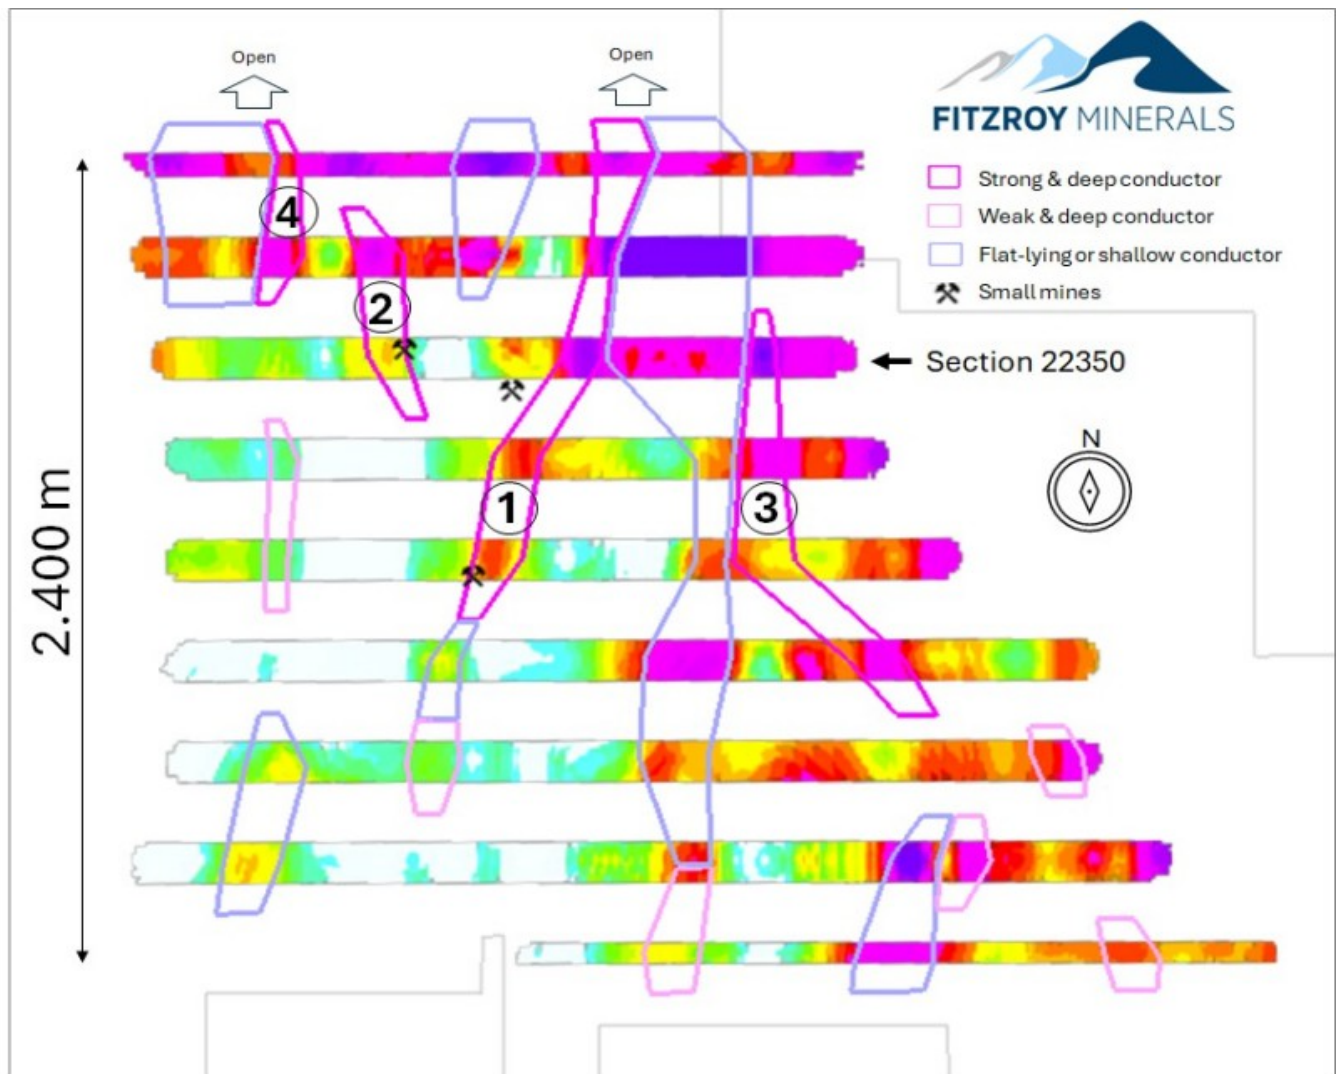 Open
Open
FITZROY MINERALS
Strong & deep conductor
Weak & deep conductor
Flat-lying or shallow conductor
Small mines
4
2
Section 22350
N
1
3
2.400 m